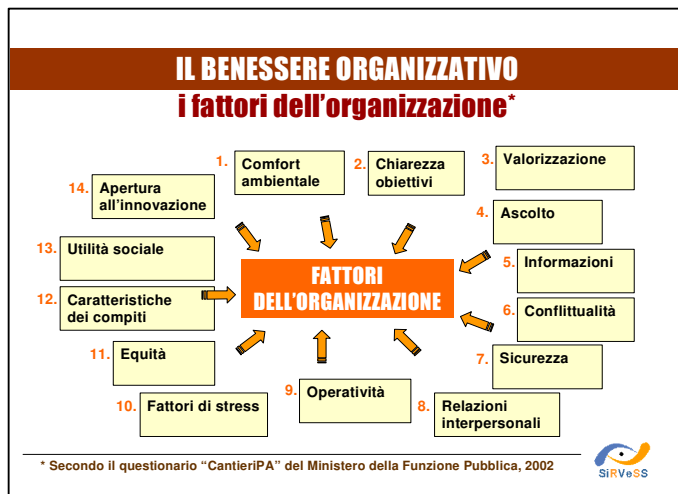 IL BENESSERE ORGANIZZATIVO
i fattori dell'organizzazione*
1. Comfort
ambientale
2. Chiarezza
obiettivi
3. Valorizzazione
4. Ascolto
5. Informazioni
6. Conflittualità
7. Sicurezza
8. Relazioni
interpersonali
9. Operatività
10. Fattori di stress
11. Equità
12. Caratteristiche
dei compiti
13. Utilità sociale
14. Apertura
all'innovazione
FATTORI
DELL'ORGANIZZAZIONE
* Secondo il questionario “CantieriPA” del Ministero della Funzione Pubblica, 2002
SiRVeSS